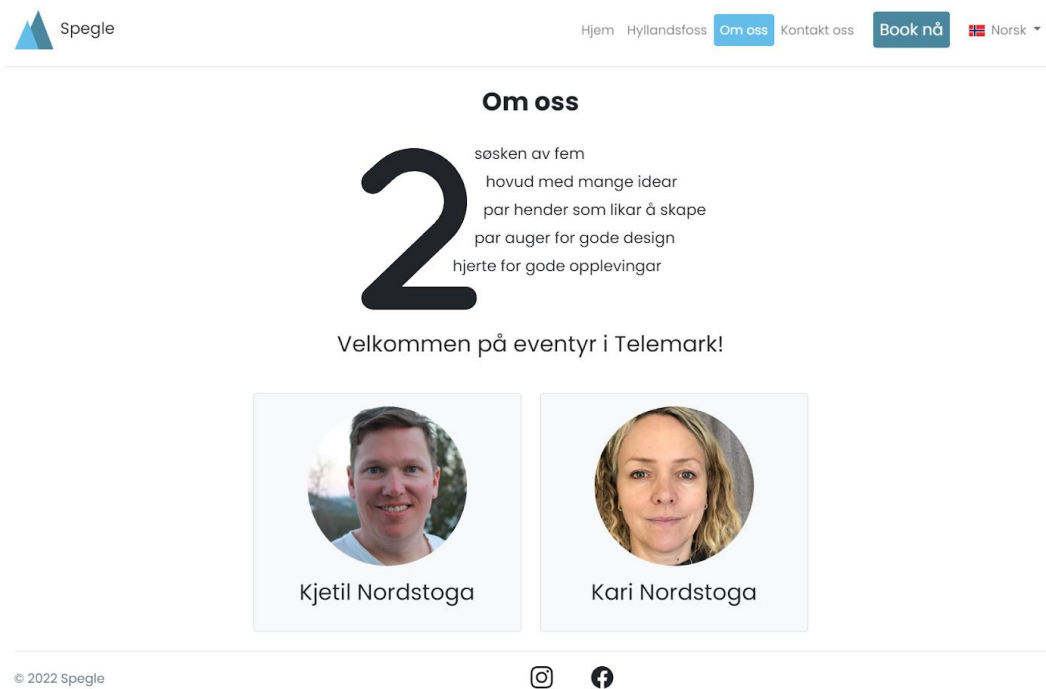 Spegle
Hjem Hyllandsfoss Om oss Kontakt oss Book nå Norsk
Om oss
2
søsken av fem
hovud med mange idear
par hender som likar å skape
par auger for gode design
hjerte for gode opplevingar
Velkommen på eventyr i Telemark!
Kjetil Nordstoga
Kari Nordstoga
© 2022 Spegle